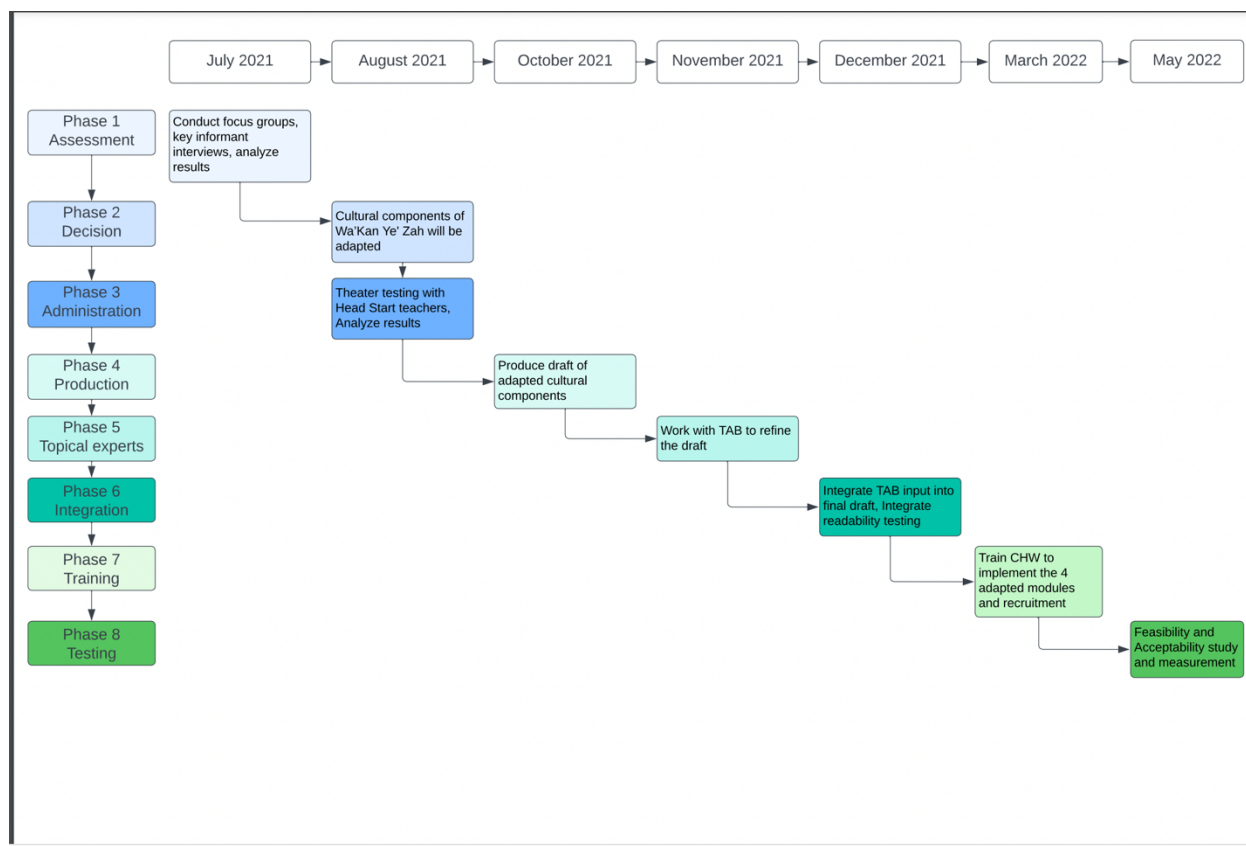 July 2021
August 2021
October 2021
November 2021
December 2021
March 2022
May 2022
Phase 1
Assessment
Conduct focus groups,
key informant
interviews, analyze
results
Phase 2
Decision
Cultural components of
Wa'Kan Ye' Zah will be
adapted
Phase 3
Administration
Theater testing with
Head Start teachers,
Analyze results
Phase 4
Production
Produce draft of
adapted cultural
components
Phase 5
Topical experts
Work with TAB to refine
the draft
Phase 6
Integration
Integrate TAB input into
final draft, Integrate
readability testing
Phase 7
Training
Train CHW to
implement the 4
adapted modules
and recruitment
Phase 8
Testing
Feasibility and
Acceptability study
and measurement